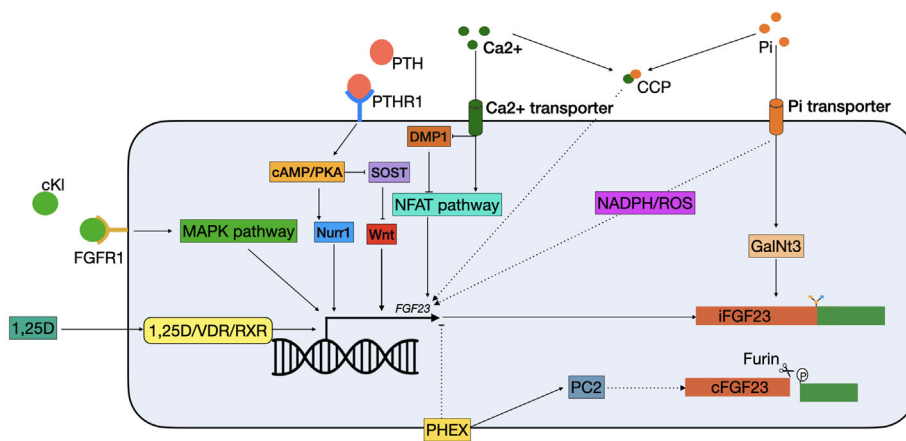 PTH
PTHR1
Ca2+
Pi
CCP
Ca2+ transporter
Pi transporter
DMP1
cAMP/PKA
SOST
cKl
NFAT pathway
NADPH/ROS
FGFR1
MAPK pathway
Nurr1
Wnt
GalNt3
FGF23
1,25D
1,25D/VDR/RXR
iFGF23
Furin
P
PC2
cFGF23
PHEX